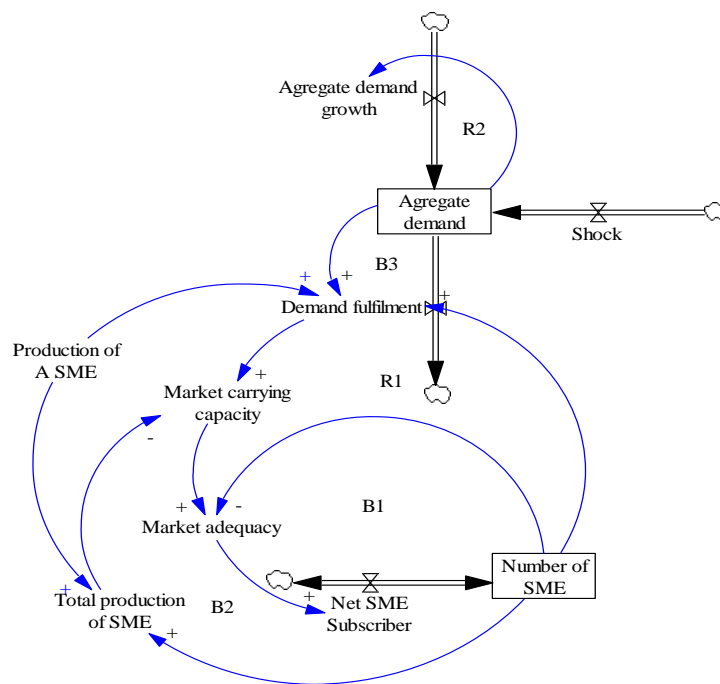 Agregate demand
growth
R2
Agregate
demand
Shock
B3
+
+
+
Demand fulfilment
Production of
A SME
R1
+
Market carrying
capacity
-
B1
+
-
Market adequacy
Number of
SME
+
Net SME
Subscriber
B2
+
Total production
of SME
+